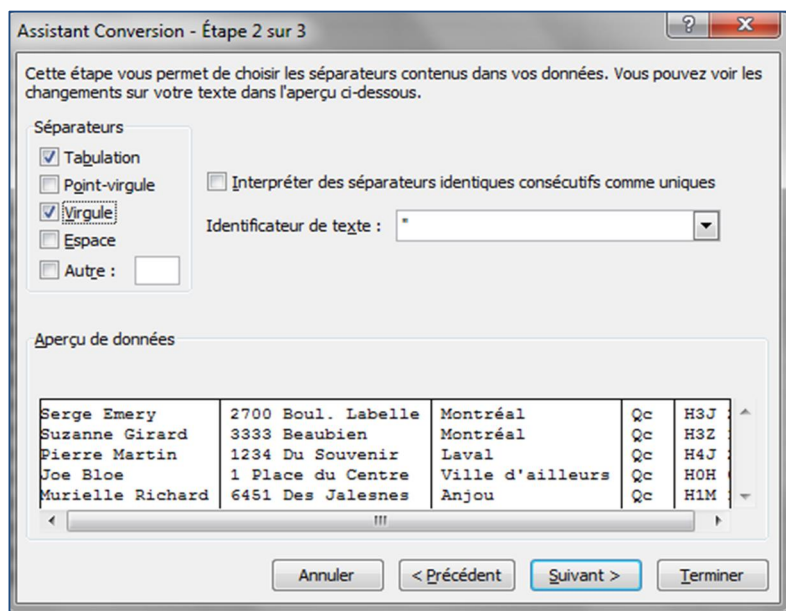 Assistant Conversion - Étape 2 sur 3
?
X
Cette étape vous permet de choisir les séparateurs contenus dans vos données. Vous pouvez voir les
changements sur votre texte dans l'aperçu ci-dessous.
Séparateurs
Tabulation
Point-virgule
Interpréter des séparateurs identiques consécutifs comme uniques
Virgule
Identificateur de texte : "
Espace
Autre :
Aperçu de données
Serge Emery 2700 Boul. Labelle Montréal Qc H3J
Suzanne Girard 3333 Beaubien Montréal Qc H3Z
Pierre Martin 1234 Du Souvenir Laval Qc H4J
Joe Bloe 1 Place du Centre Ville d'ailleurs Qc H0H
Murielle Richard 6451 Des Jalesnes Anjou Qc H1M
Annuler < Précédent Suivant > Terminer